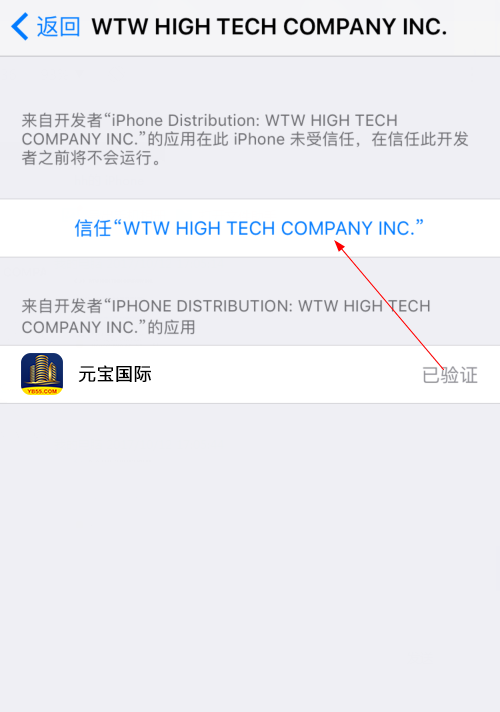 返回 WTW HIGH TECH COMPANY INC.
来自开发者“iPhone Distribution: WTW HIGH TECH
COMPANY INC.”的应用在此 iPhone 未受信任，在信任此开发
者之前将不会运行。
信任“WTW HIGH TECH COMPANY INC.”
来自开发者“IPHONE DISTRIBUTION: WTW HIGH TECH
COMPANY INC.”的应用
元宝国际 已验证
YB55.COM